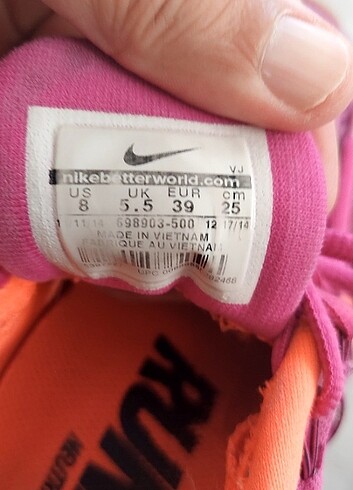 VJ
nikebetterworld.com
US UK EUR cm
8 5.5 39 25
11/14 698903-500 12/17/14
MADE IN VIETNAM
FABRIQUE AU VIETNAM
UPC
RUN